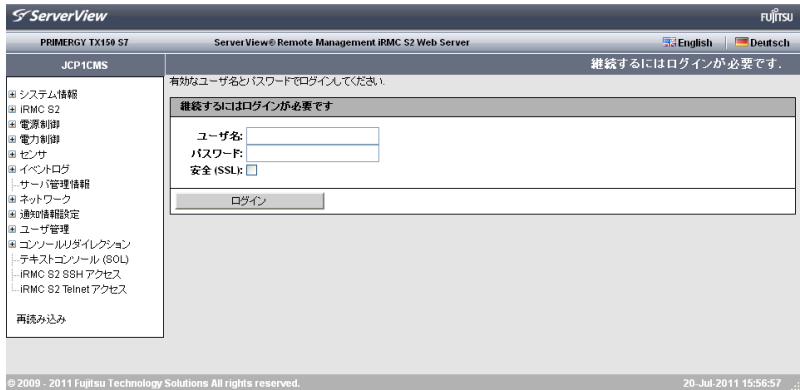 ServerView
FUJITSU
PRIMERGY TX150 S7
ServerView® Remote Management iRMC S2 Web Server
English
Deutsch
JCP1CMS
継続するにはログインが必要です.
有効なユーザ名とパスワードでログインしてください.
継続するにはログインが必要です
ユーザ名:
パスワード:
安全 (SSL):
ログイン
システム情報
iRMC S2
電源制御
電力制御
センサ
イベントログ
サーバ管理情報
ネットワーク
通知情報設定
ユーザ管理
コンソールリダイレクション
テキストコンソール (SOL)
iRMC S2 SSH アクセス
iRMC S2 Telnet アクセス
再読み込み
© 2009 - 2011 Fujitsu Technology Solutions All rights reserved.
20-Jul-2011 15:56:57